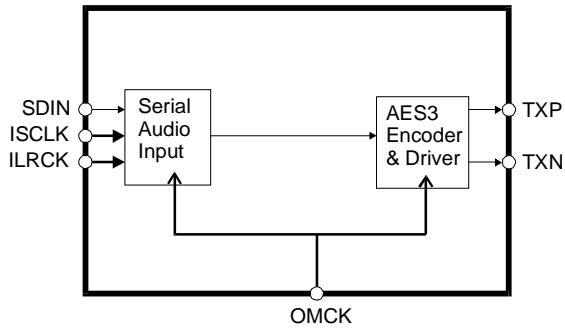 SDIN
ISCLK
ILRCK
Serial
Audio
Input
AES3
Encoder
& Driver
TXP
TXN
OMCK